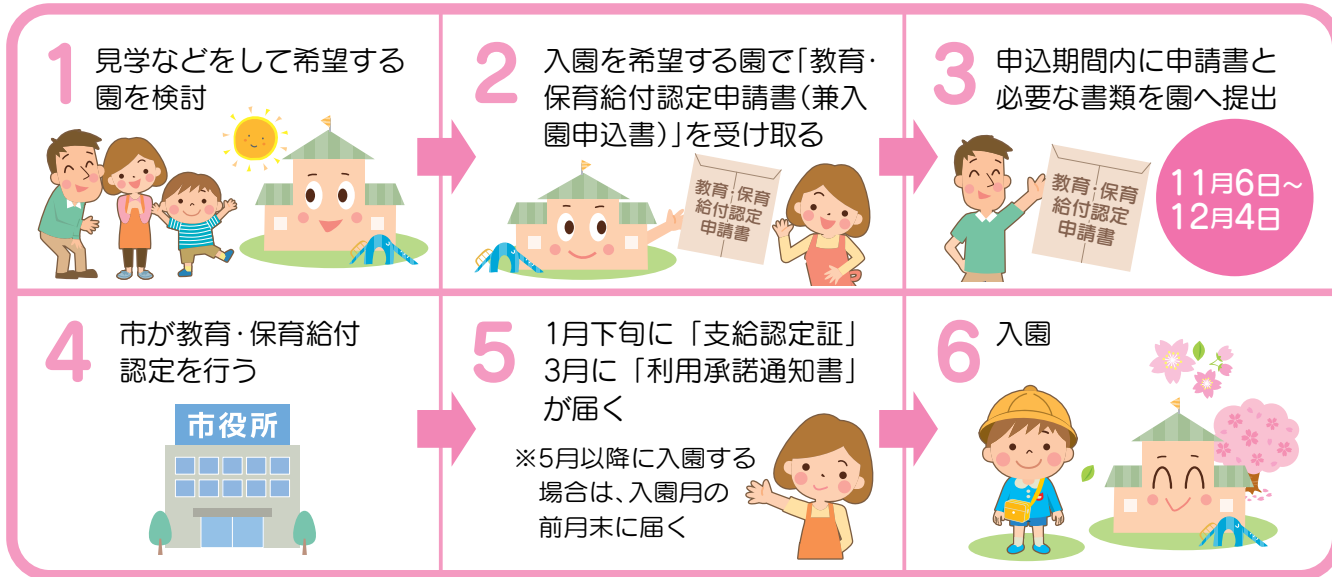 1
見学などをして希望する
園を検討
2
入園を希望する園で「教育・
保育給付認定申請書（兼入
園申込書）」を受け取る
教育・保育
給付認定
申請書
3
申込期間内に申請書と
必要な書類を園へ提出
教育・保育
給付認定
申請書
11月6日～
12月4日
4
市が教育・保育給付
認定を行う
市役所
5
1月下旬に「支給認定証」
3月に「利用承諾通知書」
が届く
※5月以降に入園する
場合は、入園月の
前月末に届く
6
入園